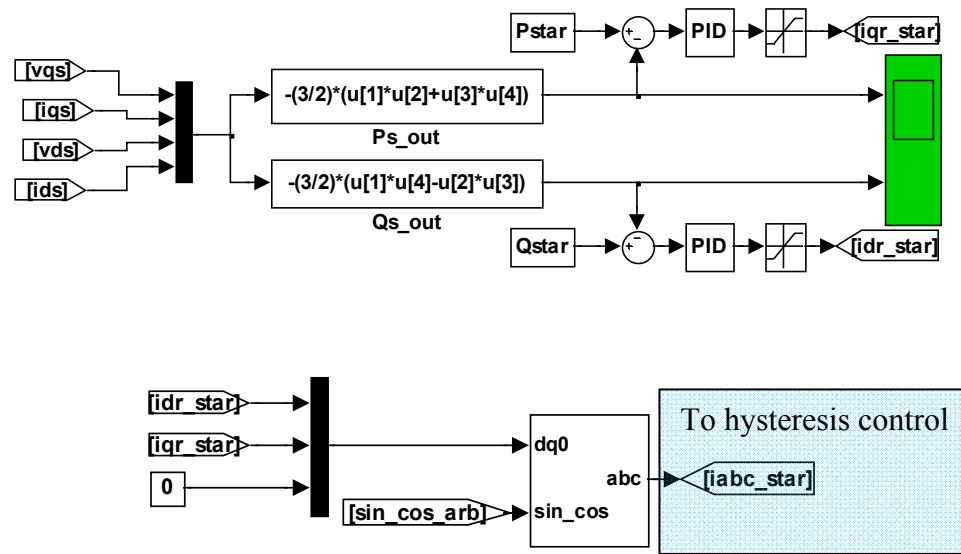 Pstar
PID
[iqr_star]
[vqs]
[iqs]
[vds]
[ids]
-(3/2)*(u[1]*u[2]+u[3]*u[4])
Ps_out
-(3/2)*(u[1]*u[4]-u[2]*u[3])
Qs_out
Qstar
PID
[idr_star]
[idr_star]
[iqr_star]
0
[sin_cos_arb]
dq0
abc
sin_cos
To hysteresis control
[iabc_star]